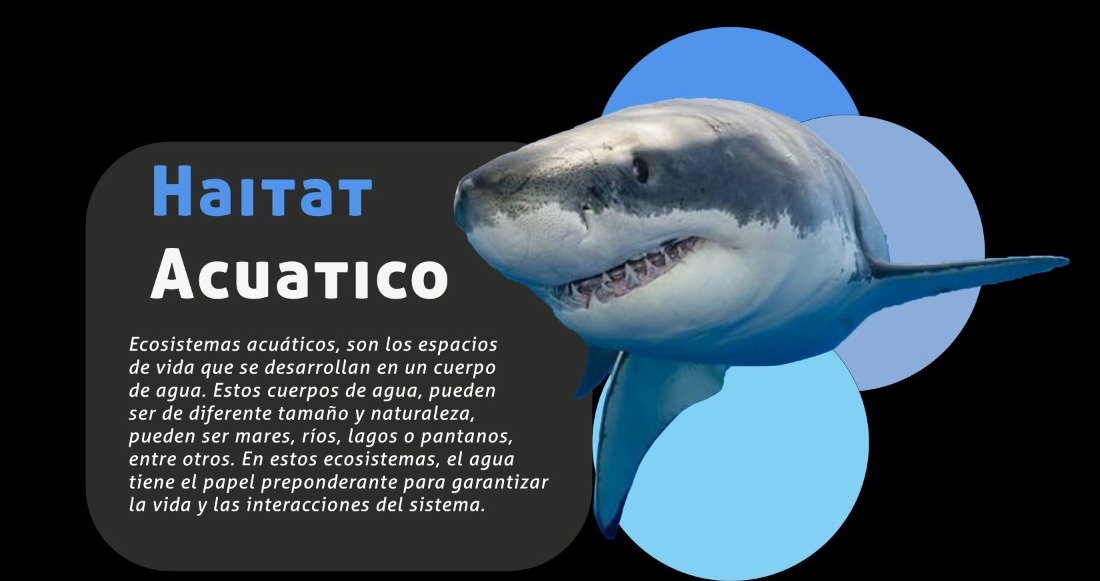 Haitat
Acuatico
Ecosistemas acuáticos, son los espacios
de vida que se desarrollan en un cuerpo
de agua. Estos cuerpos de agua, pueden
ser de diferente tamaño y naturaleza,
pueden ser mares, ríos, lagos o pantanos,
entre otros. En estos ecosistemas, el agua
tiene el papel preponderante para garantizar
la vida y las interacciones del sistema.